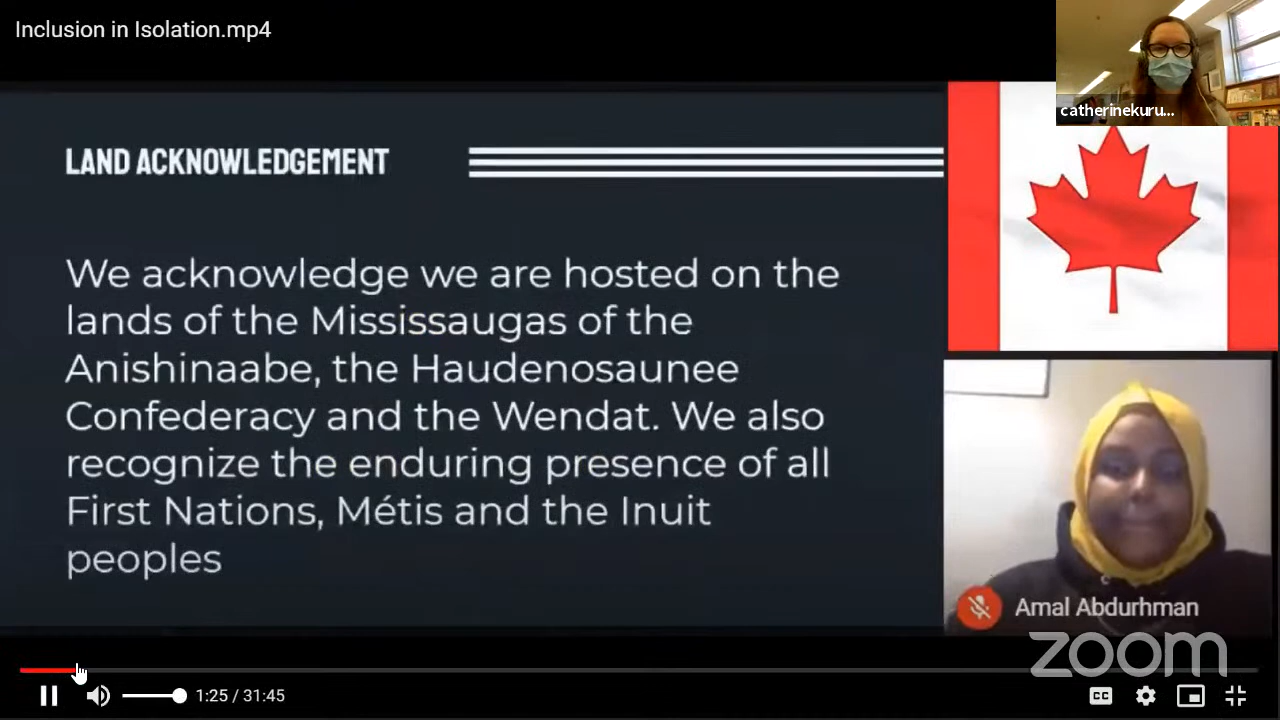 Inclusion in Isolation.mp4
catherinekuru...
LAND ACKNOWLEDGEMENT
We acknowledge we are hosted on the
lands of the Mississaugas of the
Anishinaabe, the Haudenosaunee
Confederacy and the Wendat. We also
recognize the enduring presence of all
First Nations, Métis and the Inuit
peoples
Amal Abdurhman
zoom
1:25 / 31:45
CC